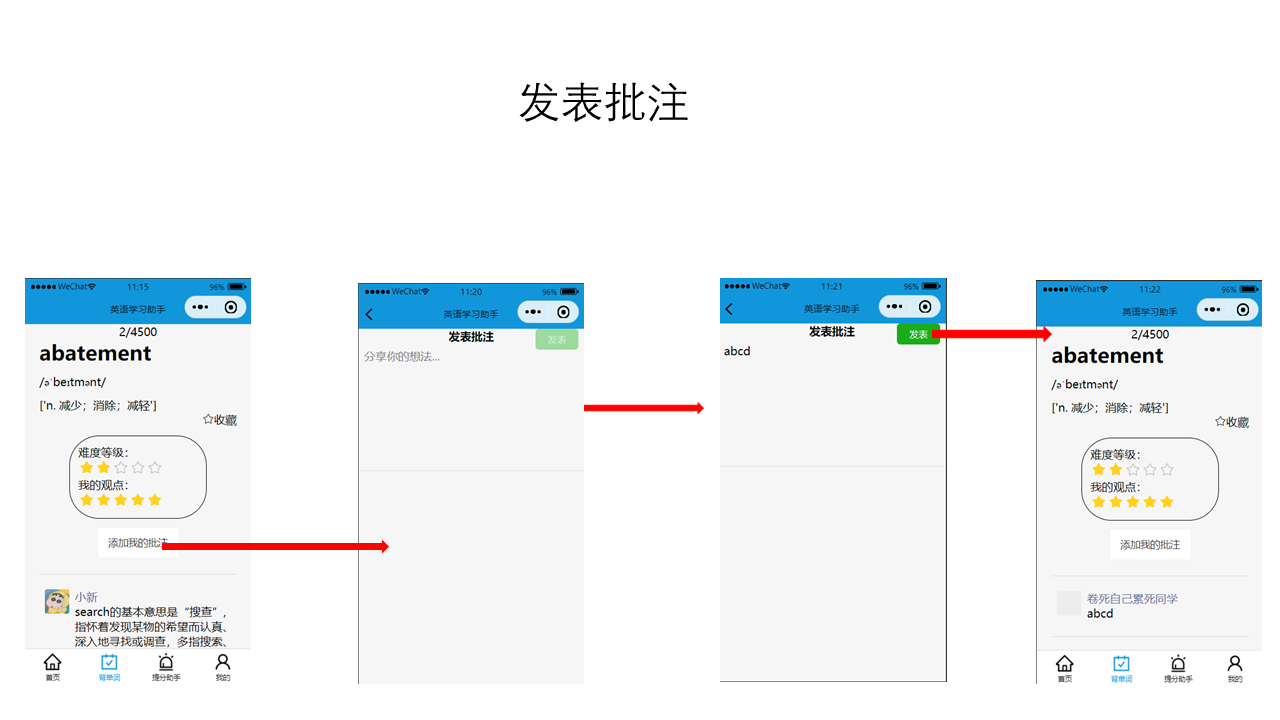 发表批注
WeChat 11:15 96%
英语学习助手
2/4500
abatement
/əˈbeɪtmənt/
['n. 减少；消除；减轻']
收藏
难度等级：
我的观点：
添加我的批注
小新
search的基本意思是“搜查”，
指怀着发现某物的希望而认真、
深入地寻找或调查，多指搜索、
首页 背单词 提分助手 我的
WeChat 11:20 96%
英语学习助手
发表批注 发表
分享你的想法...
WeChat 11:21 96%
英语学习助手
发表批注 发表
abcd
WeChat 11:22 96%
英语学习助手
2/4500
abatement
/əˈbeɪtmənt/
['n. 减少；消除；减轻']
收藏
难度等级：
我的观点：
添加我的批注
卷死自己累死同学
abcd
首页 背单词 提分助手 我的